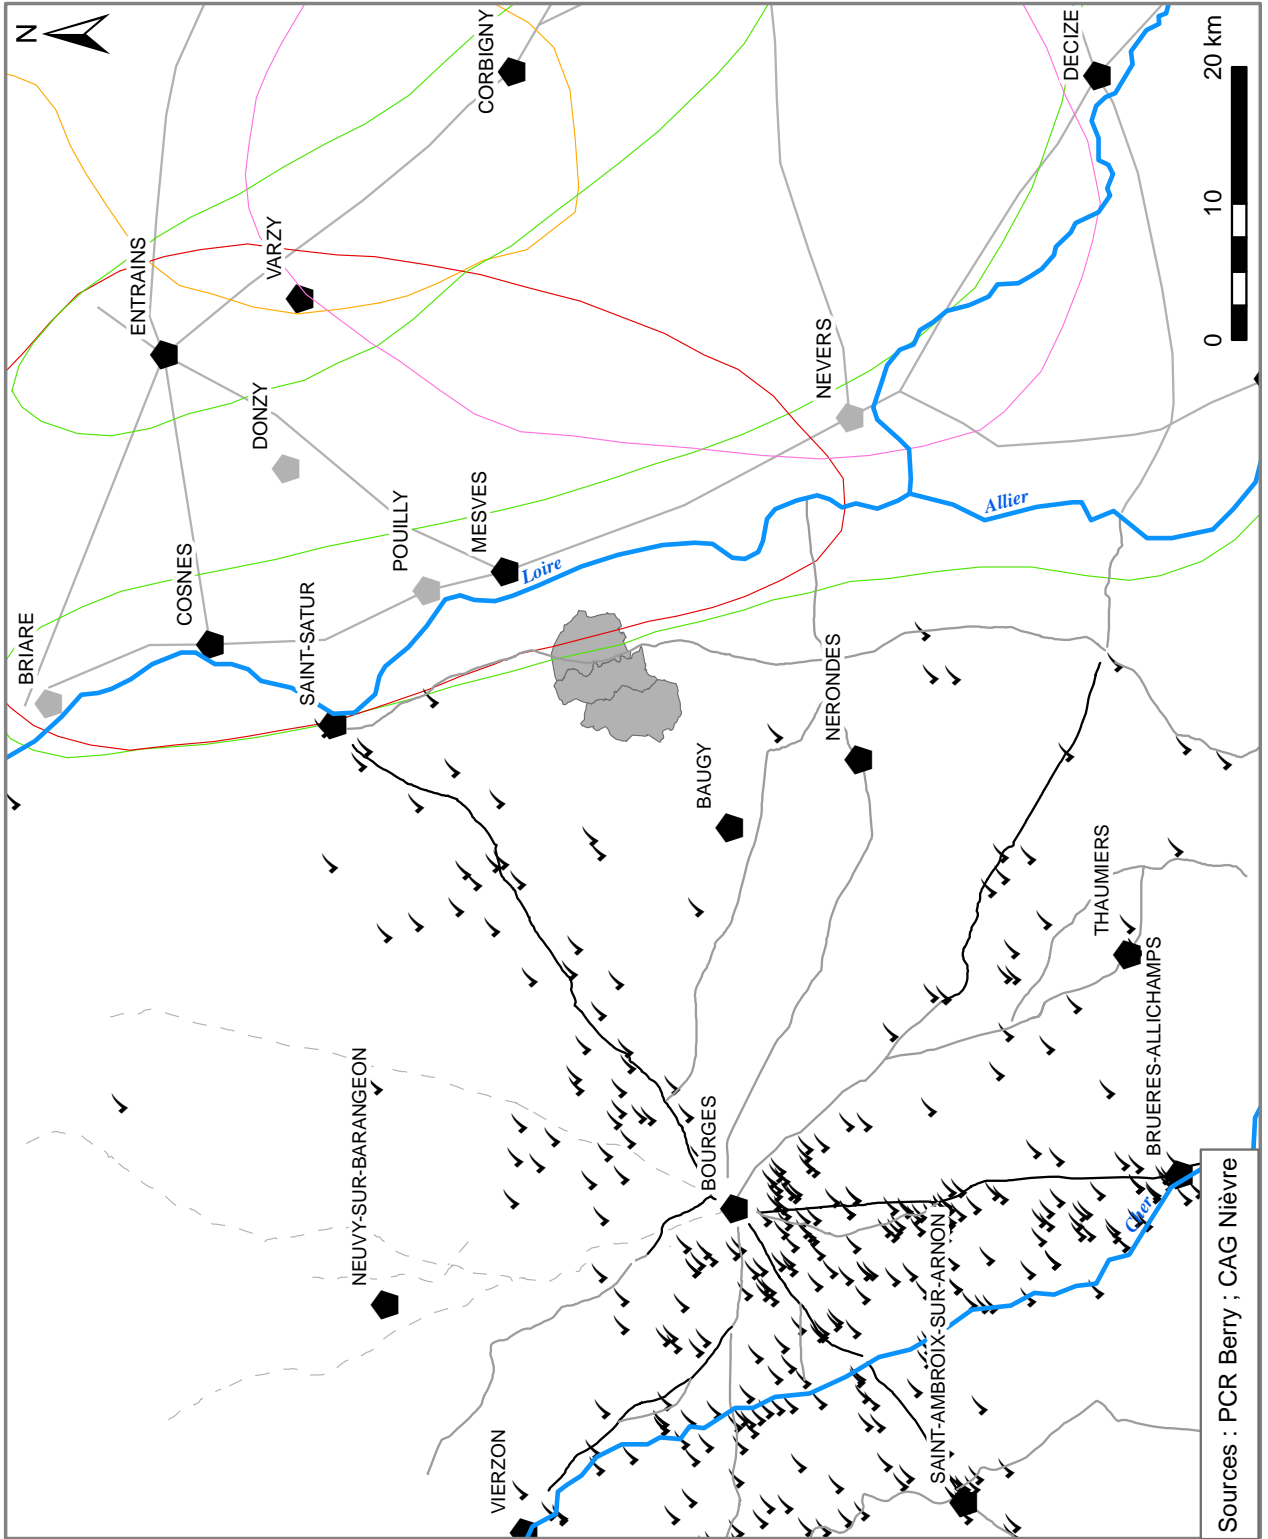 N
BRIARE
ENTRAINS
COSNES
DONZY
VARZY
CORBIGNY
SAINT-SATUR
POUILLY
MESVES
Loire
NEUVY-SUR-BARANGEON
VIERZON
BAUGY
BOURGES
NERONDES
NEVERS
Allier
DECIZE
SAINT-AMBROIX-SUR-ARNON
THAUMIERS
BRUERES-ALLICHAMPS
Cher
0 10 20 km
Sources : PCR Berry ; CAG Nièvre